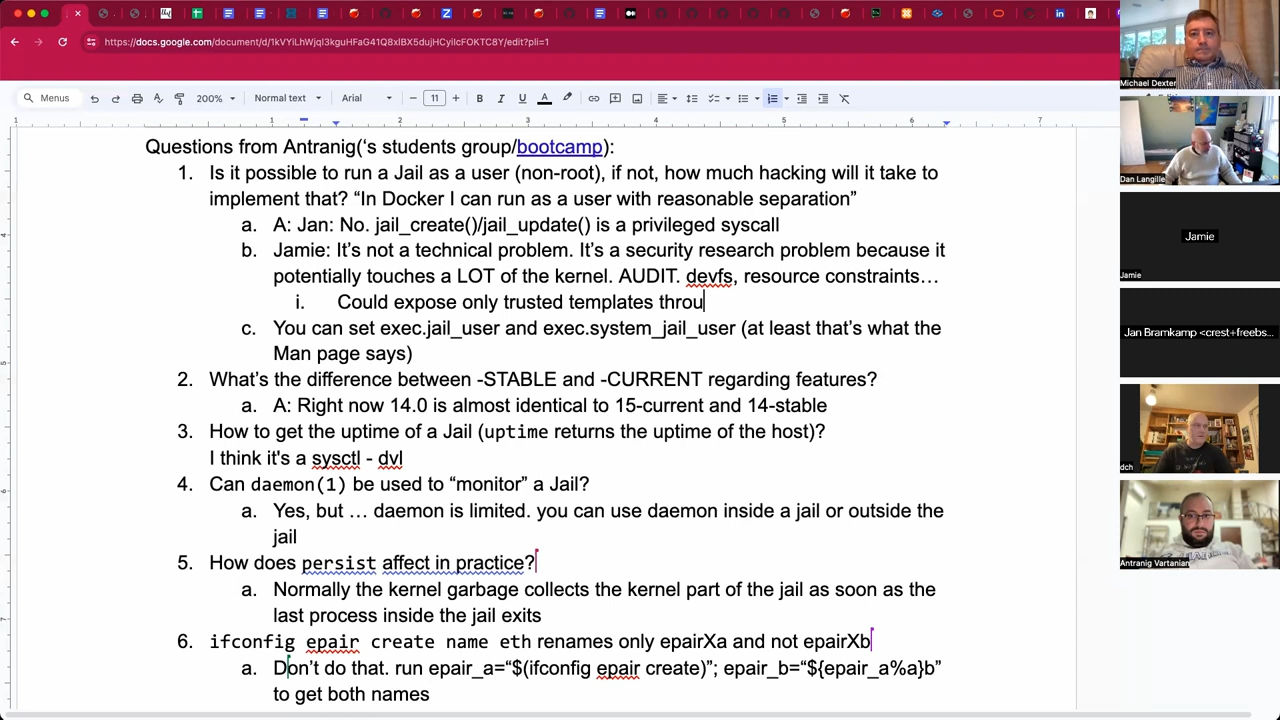 https://docs.google.com/document/d/1kVYiLhWjqI3kguHFaG41Q8xlBX5dujHCyiIcFOKTC8Y/edit?pli=1
Menus
200%
Normal text
Arial
11
1
1
2
3
4
5
6
7
Questions from Antranig('s students group/bootcamp):
1. Is it possible to run a Jail as a user (non-root), if not, how much hacking will it take to
implement that? “In Docker I can run as a user with reasonable separation”
a. A: Jan: No. jail_create()/jail_update() is a privileged syscall
b. Jamie: It’s not a technical problem. It’s a security research problem because it
potentially touches a LOT of the kernel. AUDIT. devfs, resource constraints…
i. Could expose only trusted templates throu
c. You can set exec.jail_user and exec.system_jail_user (at least that’s what the
Man page says)
2. What’s the difference between -STABLE and -CURRENT regarding features?
a. A: Right now 14.0 is almost identical to 15-current and 14-stable
3. How to get the uptime of a Jail (uptime returns the uptime of the host)?
I think it's a sysctl - dvl
4. Can daemon(1) be used to “monitor” a Jail?
a. Yes, but … daemon is limited. you can use daemon inside a jail or outside the
jail
5. How does persist affect in practice?
a. Normally the kernel garbage collects the kernel part of the jail as soon as the
last process inside the jail exits
6. ifconfig epair create name eth renames only epairXa and not epairXb
a. Don’t do that. run epair_a=“$(ifconfig epair create)”; epair_b=“${epair_a%a}b”
to get both names
Michael Dexter
Dan Langille
Jamie
Jamie
Jan Bramkamp <crest+freebs...
dch
Antranig Vartanian